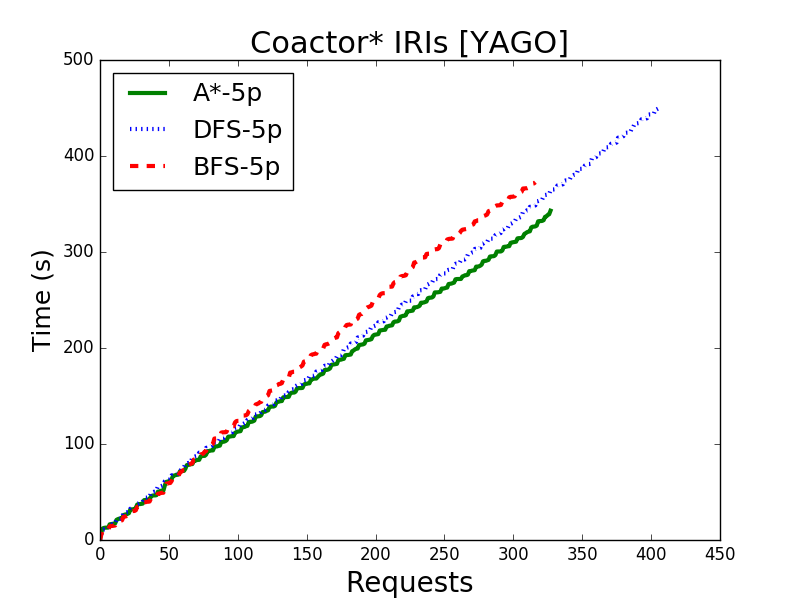 Coactor* IRIs [YAGO]
500
400
300
200
100
0
Time (s)
A*-5p
DFS-5p
BFS-5p
0 50 100 150 200 250 300 350 400 450
Requests